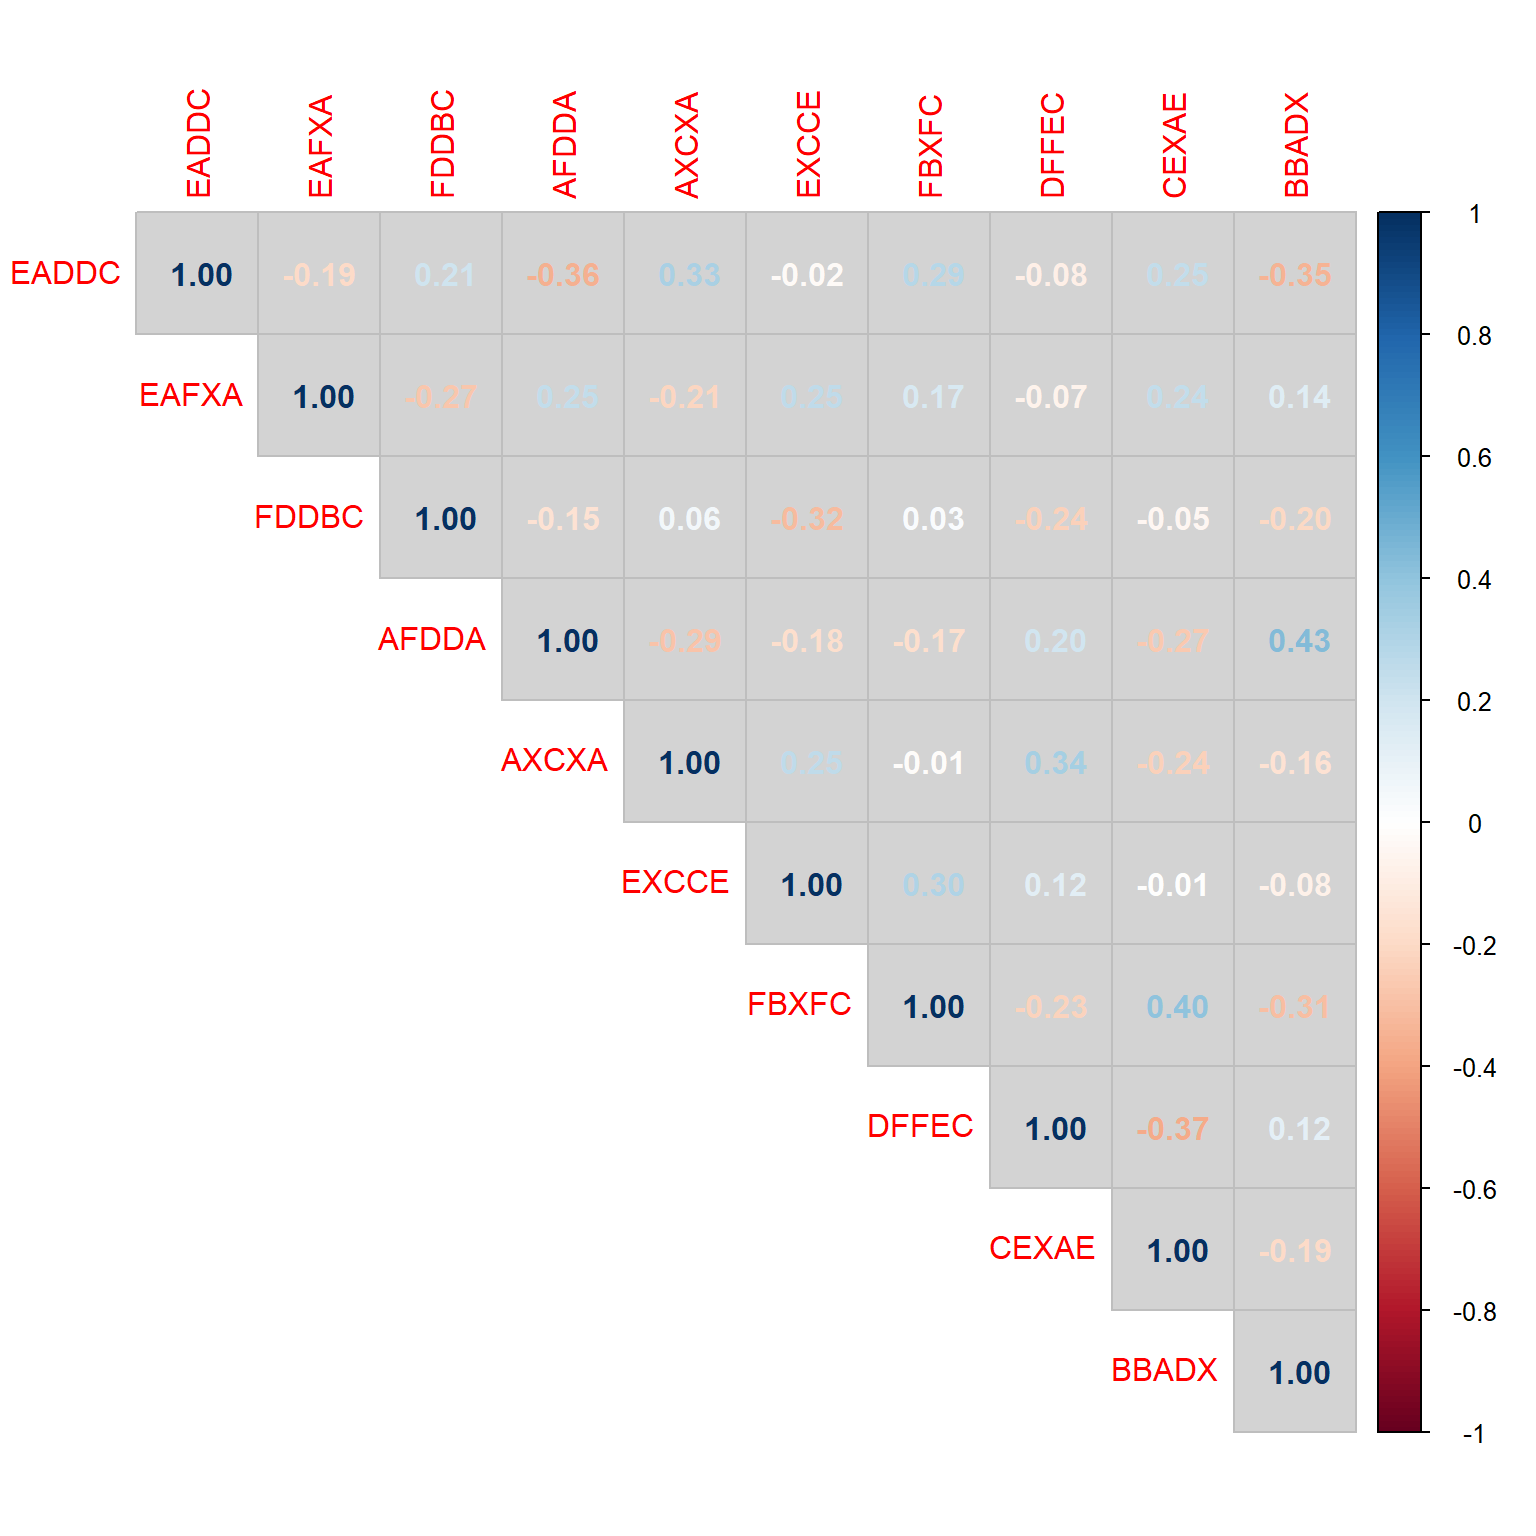 EADDC EAFXA FDDBC AFDDA AXCXA EXCCE FBXFC DFFEC CEXAE BBADX
EADDC 1.00 -0.19 0.21 -0.36 0.33 -0.02 0.29 -0.08 0.25 -0.35
EAFXA 1.00 -0.27 0.25 -0.21 0.25 0.17 -0.07 0.24 0.14
FDDBC 1.00 -0.15 0.06 -0.32 0.03 -0.24 -0.05 -0.20
AFDDA 1.00 -0.29 -0.18 -0.17 0.20 -0.27 0.43
AXCXA 1.00 0.25 -0.01 0.34 -0.24 -0.16
EXCCE 1.00 0.30 0.12 -0.01 -0.08
FBXFC 1.00 -0.23 0.40 -0.31
DFFEC 1.00 -0.37 0.12
CEXAE 1.00 -0.19
BBADX 1.00
1
0.8
0.6
0.4
0.2
0
-0.2
-0.4
-0.6
-0.8
-1